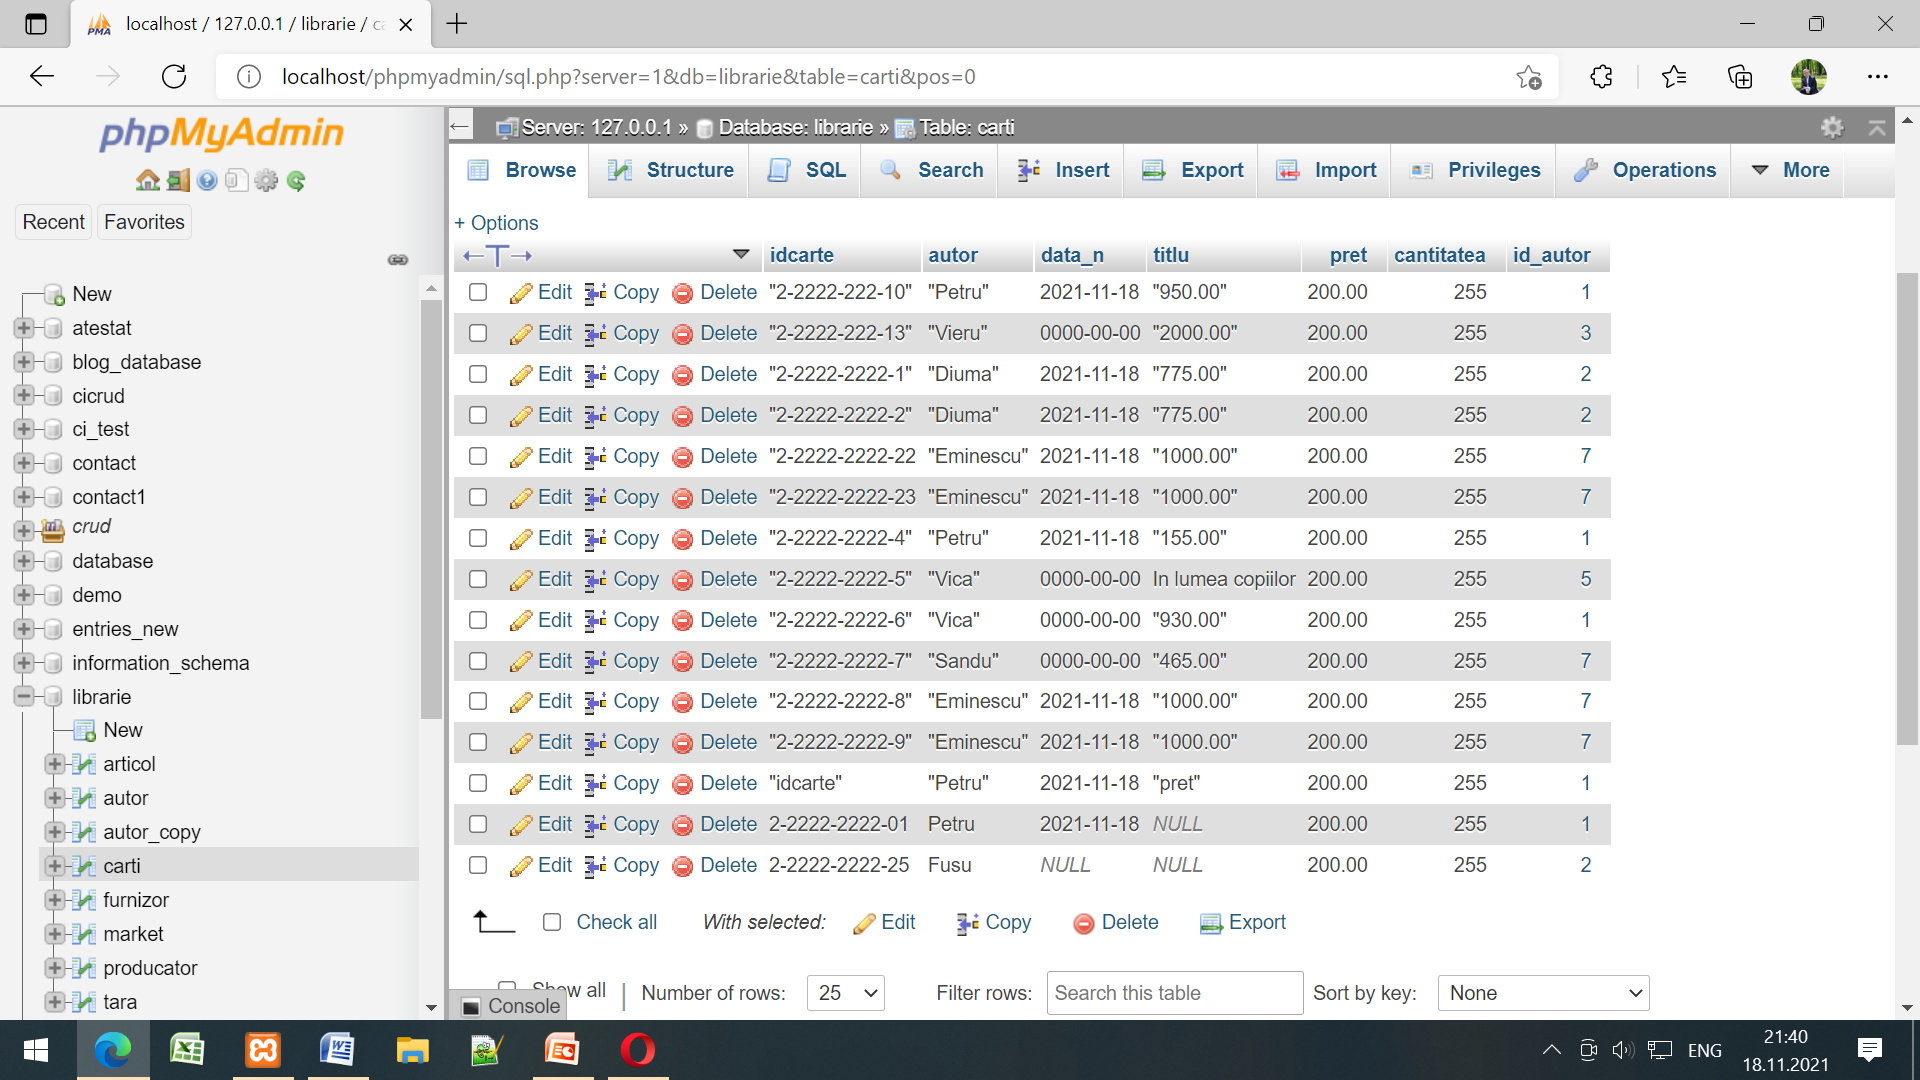 localhost / 127.0.0.1 / librarie / ca
localhost/phpmyadmin/sql.php?server=1&db=librarie&table=carti&pos=0
phpMyAdmin
Recent Favorites
New
atestat
blog_database
cicrud
ci_test
contact
contact1
crud
database
demo
entries_new
information_schema
librarie
New
articol
autor
autor_copy
carti
furnizor
market
producator
tara
Server: 127.0.0.1 » Database: librarie » Table: carti
Browse Structure SQL Search Insert Export Import Privileges Operations More
+ Options
←T→ idcarte autor data_n titlu pret cantitatea id_autor
Edit Copy Delete "2-2222-222-10" "Petru" 2021-11-18 "950.00" 200.00 255 1
Edit Copy Delete "2-2222-222-13" "Vieru" 0000-00-00 "2000.00" 200.00 255 3
Edit Copy Delete "2-2222-2222-1" "Diuma" 2021-11-18 "775.00" 200.00 255 2
Edit Copy Delete "2-2222-2222-2" "Diuma" 2021-11-18 "775.00" 200.00 255 2
Edit Copy Delete "2-2222-2222-22 "Eminescu" 2021-11-18 "1000.00" 200.00 255 7
Edit Copy Delete "2-2222-2222-23 "Eminescu" 2021-11-18 "1000.00" 200.00 255 7
Edit Copy Delete "2-2222-2222-4" "Petru" 2021-11-18 "155.00" 200.00 255 1
Edit Copy Delete "2-2222-2222-5" "Vica" 0000-00-00 In lumea copiilor 200.00 255 5
Edit Copy Delete "2-2222-2222-6" "Vica" 0000-00-00 "930.00" 200.00 255 1
Edit Copy Delete "2-2222-2222-7" "Sandu" 0000-00-00 "465.00" 200.00 255 7
Edit Copy Delete "2-2222-2222-8" "Eminescu" 2021-11-18 "1000.00" 200.00 255 7
Edit Copy Delete "2-2222-2222-9" "Eminescu" 2021-11-18 "1000.00" 200.00 255 7
Edit Copy Delete "idcarte" "Petru" 2021-11-18 "pret" 200.00 255 1
Edit Copy Delete 2-2222-2222-01 Petru 2021-11-18 NULL 200.00 255 1
Edit Copy Delete 2-2222-2222-25 Fusu NULL NULL 200.00 255 2
Check all With selected: Edit Copy Delete Export
Show all | Number of rows: 25 Filter rows: Search this table Sort by key: None
Console
ENG
21:40
18.11.2021